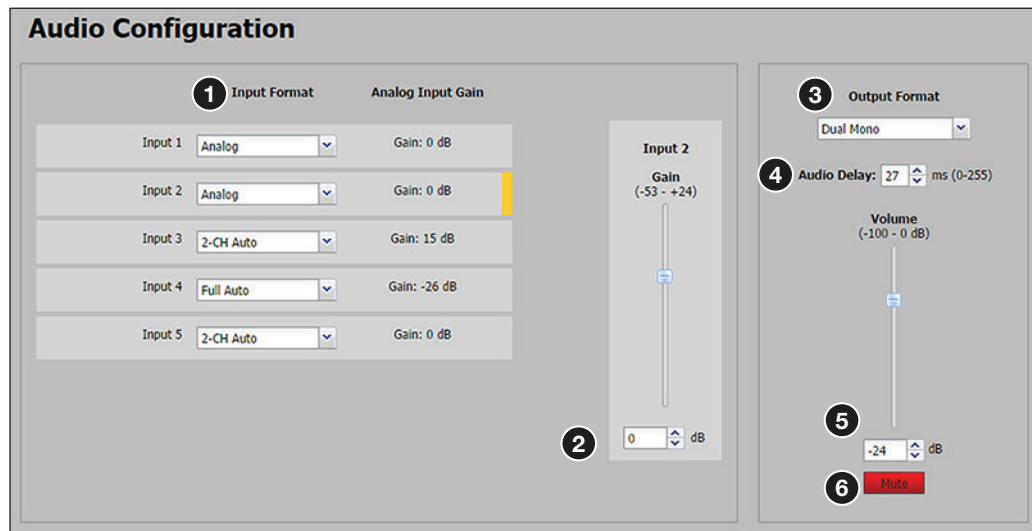 Audio Configuration
1 Input Format Analog Input Gain
Input 1 Analog Gain: 0 dB
Input 2 Analog Gain: 0 dB
Input 3 2-CH Auto Gain: 15 dB
Input 4 Full Auto Gain: -26 dB
Input 5 2-CH Auto Gain: 0 dB
Input 2
Gain
(-53 - +24)
2 0 dB
3 Output Format
Dual Mono
4 Audio Delay: 27 ms (0-255)
Volume
(-100 - 0 dB)
5
-24 dB
6 Mute